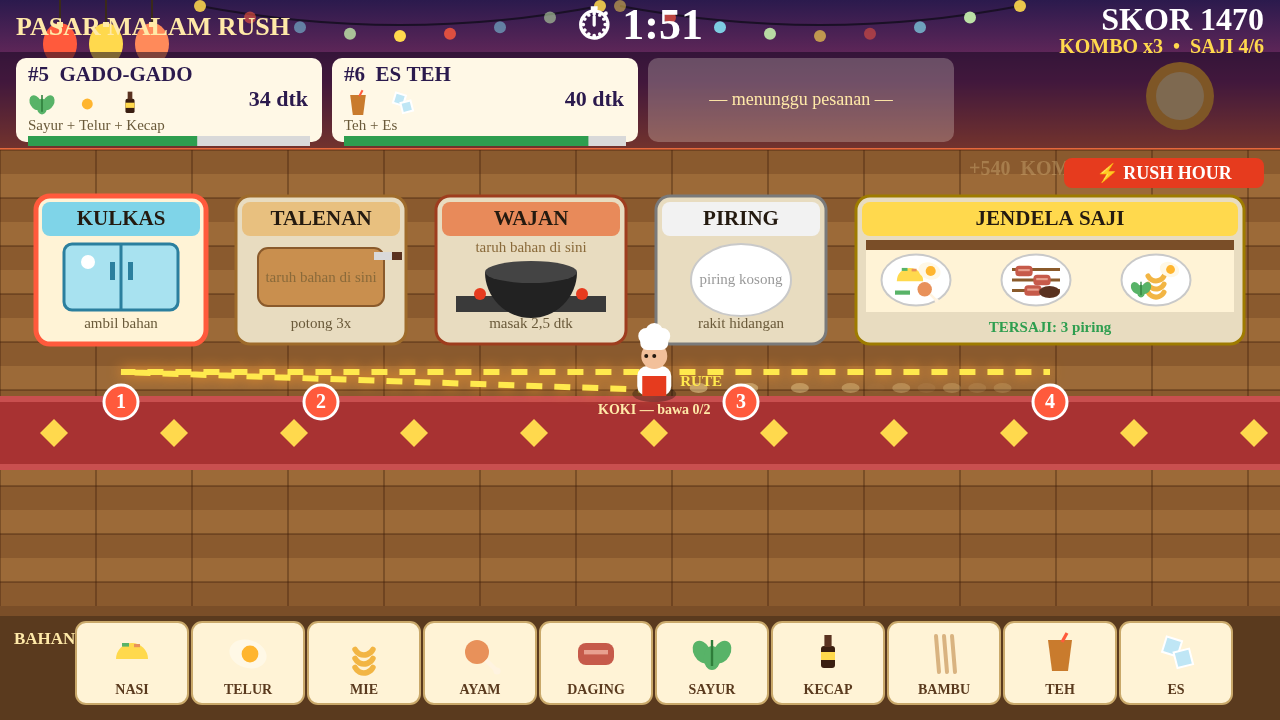 PASAR MALAM RUSH
1:51
SKOR 1470
KOMBO x3 • SAJI 4/6
#5 GADO-GADO
34 dtk
Sayur + Telur + Kecap
#6 ES TEH
40 dtk
Teh + Es
— menunggu pesanan —
+540 KOM
⚡ RUSH HOUR
KULKAS
ambil bahan
TALENAN
taruh bahan di sini
potong 3x
WAJAN
taruh bahan di sini
masak 2,5 dtk
PIRING
piring kosong
rakit hidangan
JENDELA SAJI
TERSAJI: 3 piring
RUTE
1
2
3
4
KOKI — bawa 0/2
BAHAN
NASI
TELUR
MIE
AYAM
DAGING
SAYUR
KECAP
BAMBU
TEH
ES